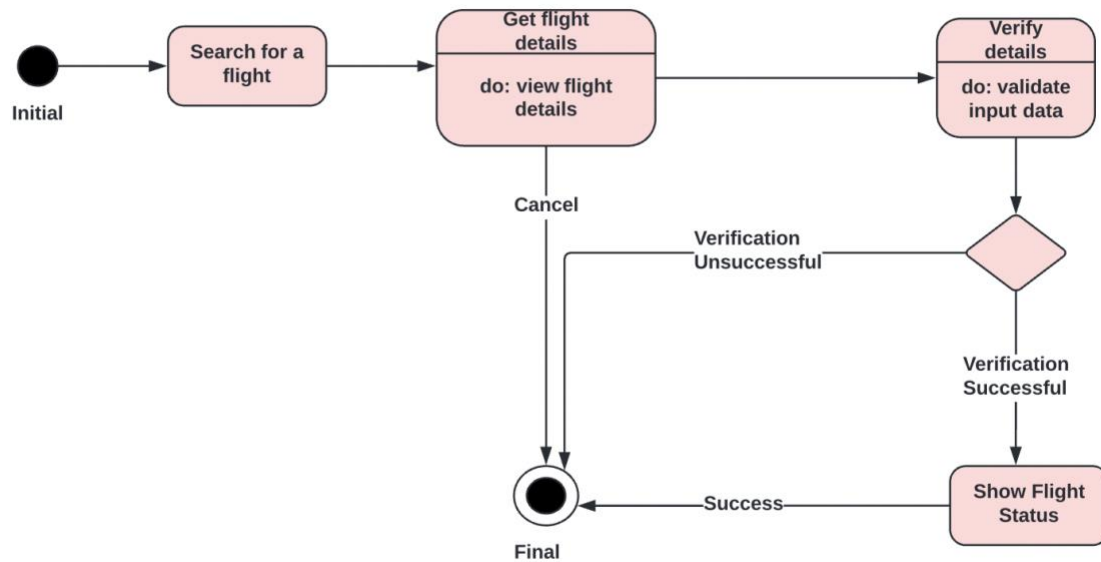 Get flight
details
Verify
details
Search for a
flight
do: view flight
details
do: validate
input data
Initial
Cancel
Verification
Unsuccessful
Verification
Successful
Show Flight
Status
Success
Final